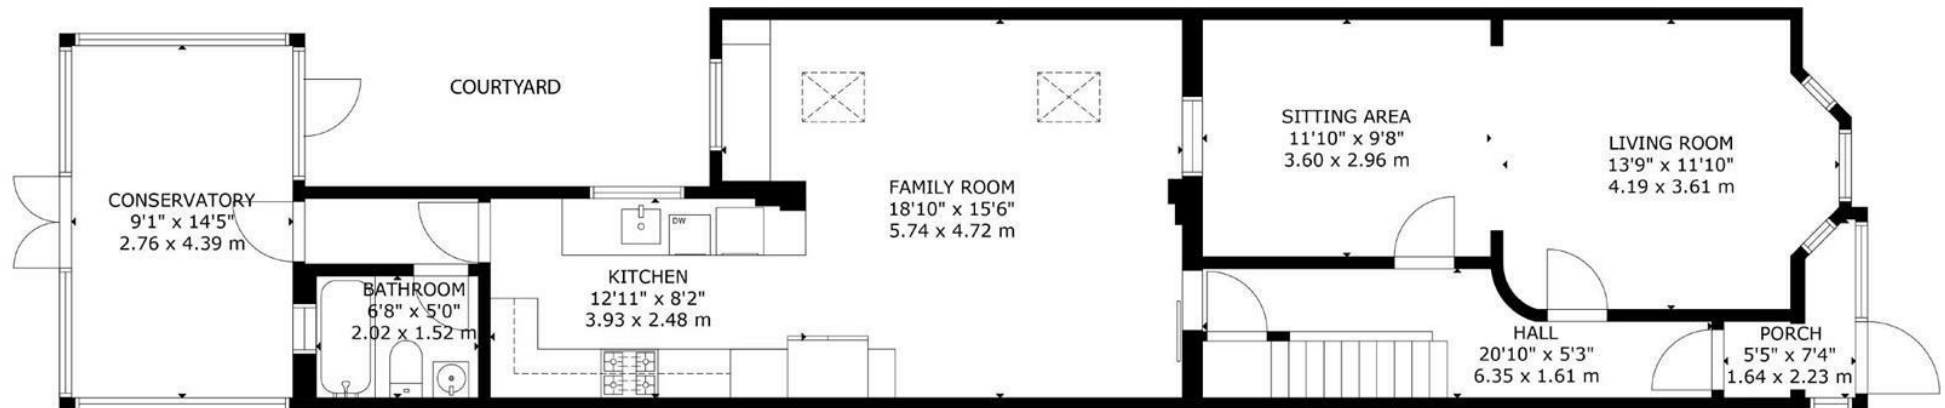 COURTYARD
CONSERVATORY
9'1" x 14'5"
2.76 x 4.39 m
BATHROOM
6'8" x 5'0"
2.02 x 1.52 m
DW
KITCHEN
12'11" x 8'2"
3.93 x 2.48 m
FAMILY ROOM
18'10" x 15'6"
5.74 x 4.72 m
SITTING AREA
11'10" x 9'8"
3.60 x 2.96 m
LIVING ROOM
13'9" x 11'10"
4.19 x 3.61 m
HALL
20'10" x 5'3"
6.35 x 1.61 m
PORCH
5'5" x 7'4"
1.64 x 2.23 m